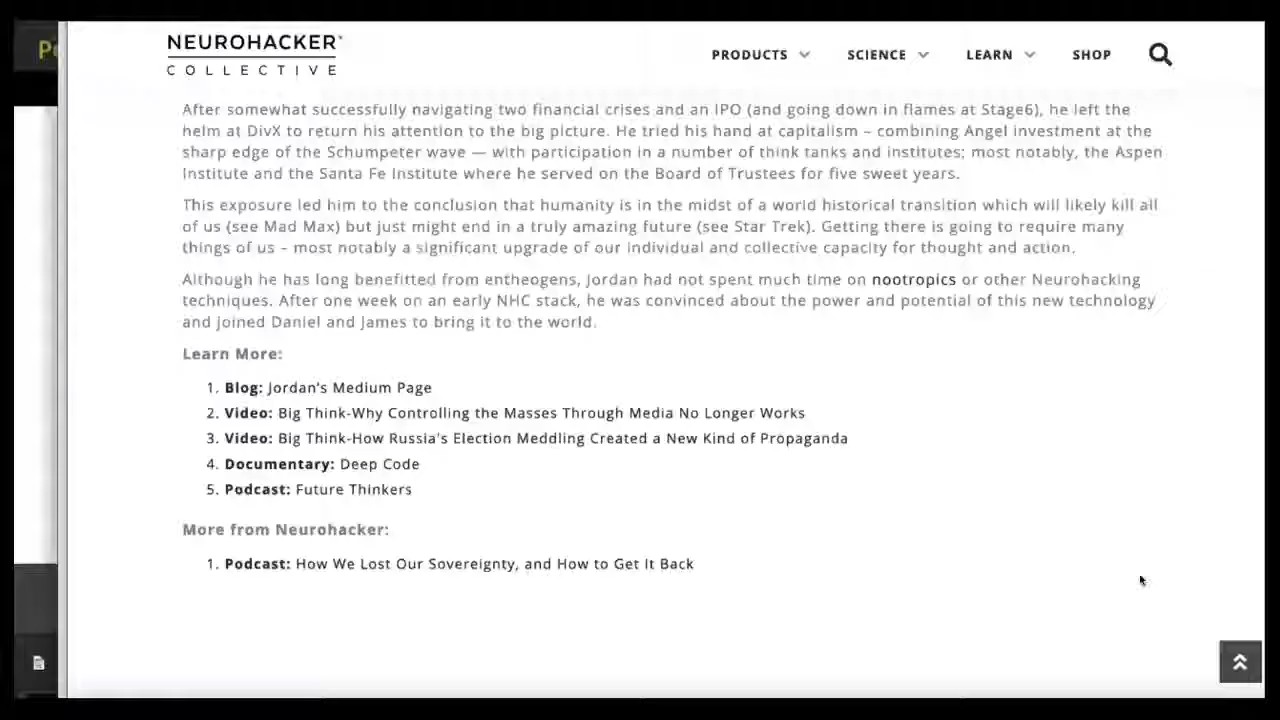 Po
NEUROHACKER
COLLECTIVE
PRODUCTS
SCIENCE
LEARN
SHOP
After somewhat successfully navigating two financial crises and an IPO (and going down in flames at Stage6), he left the
helm at DivX to return his attention to the big picture. He tried his hand at capitalism – combining Angel investment at the
sharp edge of the Schumpeter wave — with participation in a number of think tanks and institutes; most notably, the Aspen
Institute and the Santa Fe Institute where he served on the Board of Trustees for five sweet years.
This exposure led him to the conclusion that humanity is in the midst of a world historical transition which will likely kill all
of us (see Mad Max) but just might end in a truly amazing future (see Star Trek). Getting there is going to require many
things of us – most notably a significant upgrade of our individual and collective capacity for thought and action.
Although he has long benefitted from entheogens, Jordan had not spent much time on nootropics or other Neurohacking
techniques. After one week on an early NHC stack, he was convinced about the power and potential of this new technology
and joined Daniel and James to bring it to the world.
Learn More:
1. Blog: Jordan's Medium Page
2. Video: Big Think-Why Controlling the Masses Through Media No Longer Works
3. Video: Big Think-How Russia's Election Meddling Created a New Kind of Propaganda
4. Documentary: Deep Code
5. Podcast: Future Thinkers
More from Neurohacker:
1. Podcast: How We Lost Our Sovereignty, and How to Get It Back